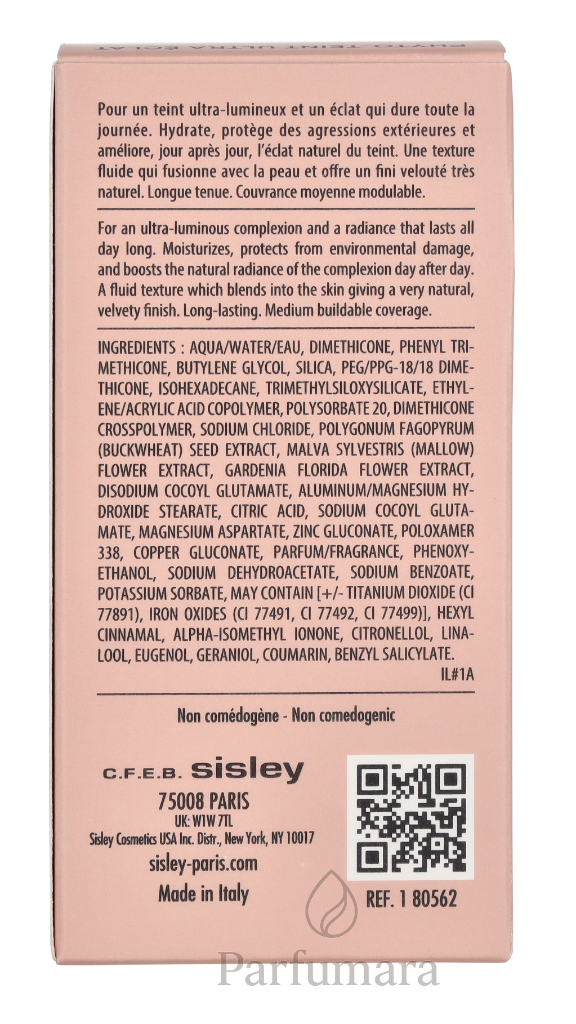 PHYTO TEINT ULTRA ÉCLAT
Pour un teint ultra-lumineux et un éclat qui dure toute la
journée. Hydrate, protège des agressions extérieures et
améliore, jour après jour, l'éclat naturel du teint. Une texture
fluide qui fusionne avec la peau et offre un fini velouté très
naturel. Longue tenue. Couvrance moyenne modulable.
For an ultra-luminous complexion and a radiance that lasts all
day long. Moisturizes, protects from environmental damage,
and boosts the natural radiance of the complexion day after day.
A fluid texture which blends into the skin giving a very natural,
velvety finish. Long-lasting. Medium buildable coverage.
INGREDIENTS : AQUA/WATER/EAU, DIMETHICONE, PHENYL TRI-
METHICONE, BUTYLENE GLYCOL, SILICA, PEG/PPG-18/18 DIME-
THICONE, ISOHEXADECANE, TRIMETHYLSILOXYSILICATE, ETHYL-
ENE/ACRYLIC ACID COPOLYMER, POLYSORBATE 20, DIMETHICONE
CROSSPOLYMER, SODIUM CHLORIDE, POLYGONUM FAGOPYRUM
(BUCKWHEAT) SEED EXTRACT, MALVA SYLVESTRIS (MALLOW)
FLOWER EXTRACT, GARDENIA FLORIDA FLOWER EXTRACT,
DISODIUM COCOYL GLUTAMATE, ALUMINUM/MAGNESIUM HY-
DROXIDE STEARATE, CITRIC ACID, SODIUM COCOYL GLUTA-
MATE, MAGNESIUM ASPARTATE, ZINC GLUCONATE, POLOXAMER
338, COPPER GLUCONATE, PARFUM/FRAGRANCE, PHENOXY-
ETHANOL, SODIUM DEHYDROACETATE, SODIUM BENZOATE,
POTASSIUM SORBATE, MAY CONTAIN [+/- TITANIUM DIOXIDE (CI
77891), IRON OXIDES (CI 77491, CI 77492, CI 77499)], HEXYL
CINNAMAL, ALPHA-ISOMETHYL IONONE, CITRONELLOL, LINA-
LOOL, EUGENOL, GERANIOL, COUMARIN, BENZYL SALICYLATE.
IL#1A
Non comédogène - Non comedogenic
C.F.E.B. sisley
75008 PARIS
UK: W1W 7TL
Sisley Cosmetics USA Inc. Distr., New York, NY 10017
sisley-paris.com
Made in Italy
REF. 1 80562
Parfumara